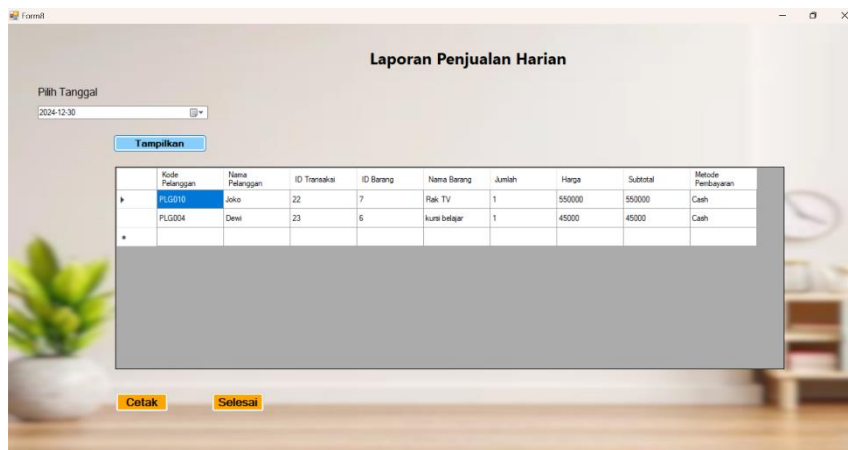 Form8
Laporan Penjualan Harian
Pilih Tanggal
2024-12-30
Tampilkan
Kode Pelanggan Nama Pelanggan ID Transaksi ID Barang Nama Barang Jumlah Harga Subtotal Metode Pembayaran
PLG010 Joko 22 7 Rak TV 1 550000 550000 Cash
PLG004 Dewi 23 6 kursi belajar 1 45000 45000 Cash
Cetak Selesai